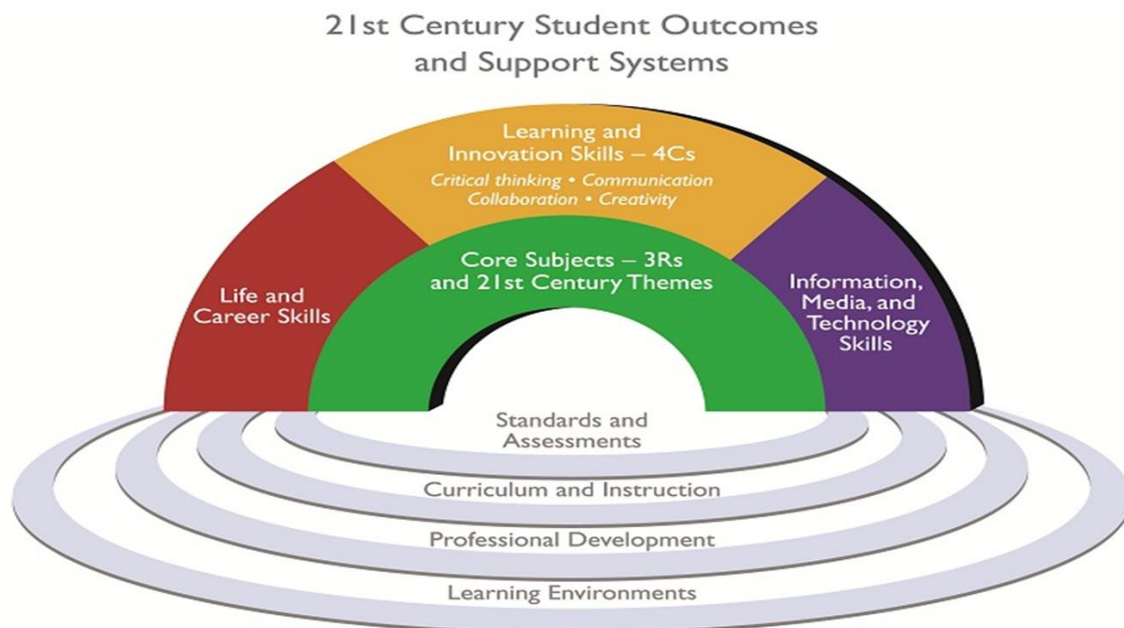 21st Century Student Outcomes
and Support Systems
Learning and
Innovation Skills – 4Cs
Critical thinking • Communication
Collaboration • Creativity
Core Subjects – 3Rs
and 21st Century Themes
Life and
Career Skills
Information,
Media, and
Technology
Skills
Standards and
Assessments
Curriculum and Instruction
Professional Development
Learning Environments